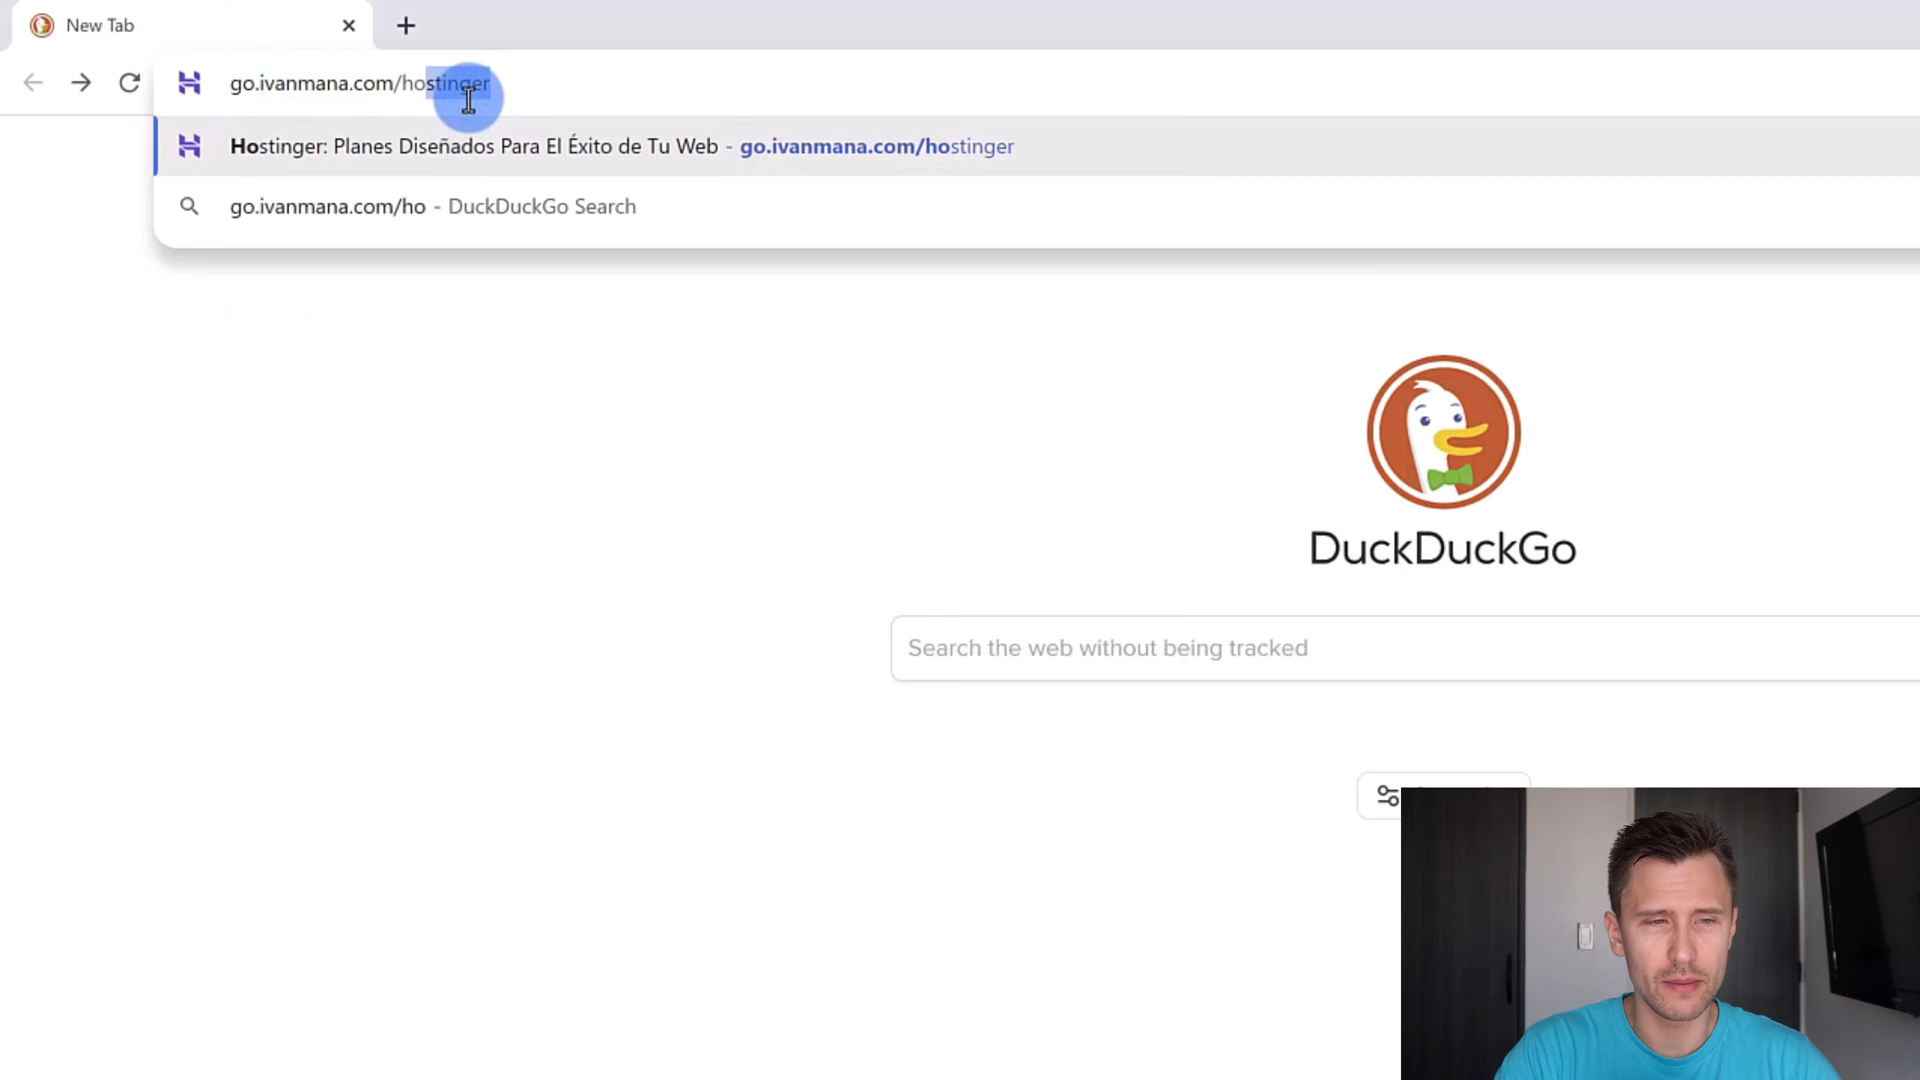 New Tab
go.ivanmana.com/hostinger
Hostinger: Planes Diseñados Para El Éxito de Tu Web - go.ivanmana.com/hostinger
go.ivanmana.com/ho - DuckDuckGo Search
DuckDuckGo
Search the web without being tracked